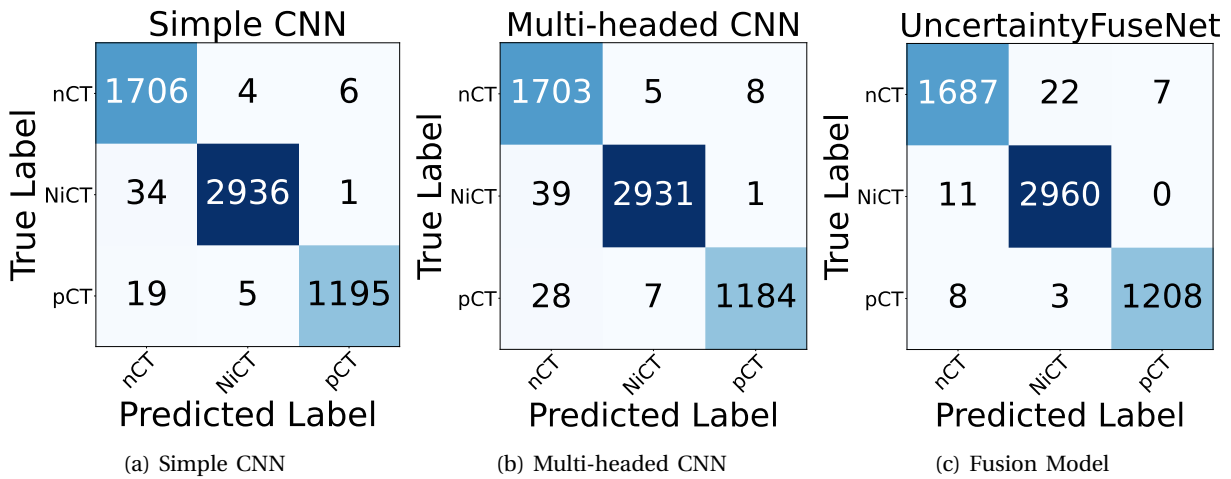 Simple CNN
True Label
nCT 1706 4 6
NiCT 34 2936 1
pCT 19 5 1195
nCT NiCT pCT
Predicted Label
(a) Simple CNN
Multi-headed CNN
True Label
nCT 1703 5 8
NiCT 39 2931 1
pCT 28 7 1184
nCT NiCT pCT
Predicted Label
(b) Multi-headed CNN
UncertaintyFuseNet
True Label
nCT 1687 22 7
NiCT 11 2960 0
pCT 8 3 1208
nCT NiCT pCT
Predicted Label
(c) Fusion Model